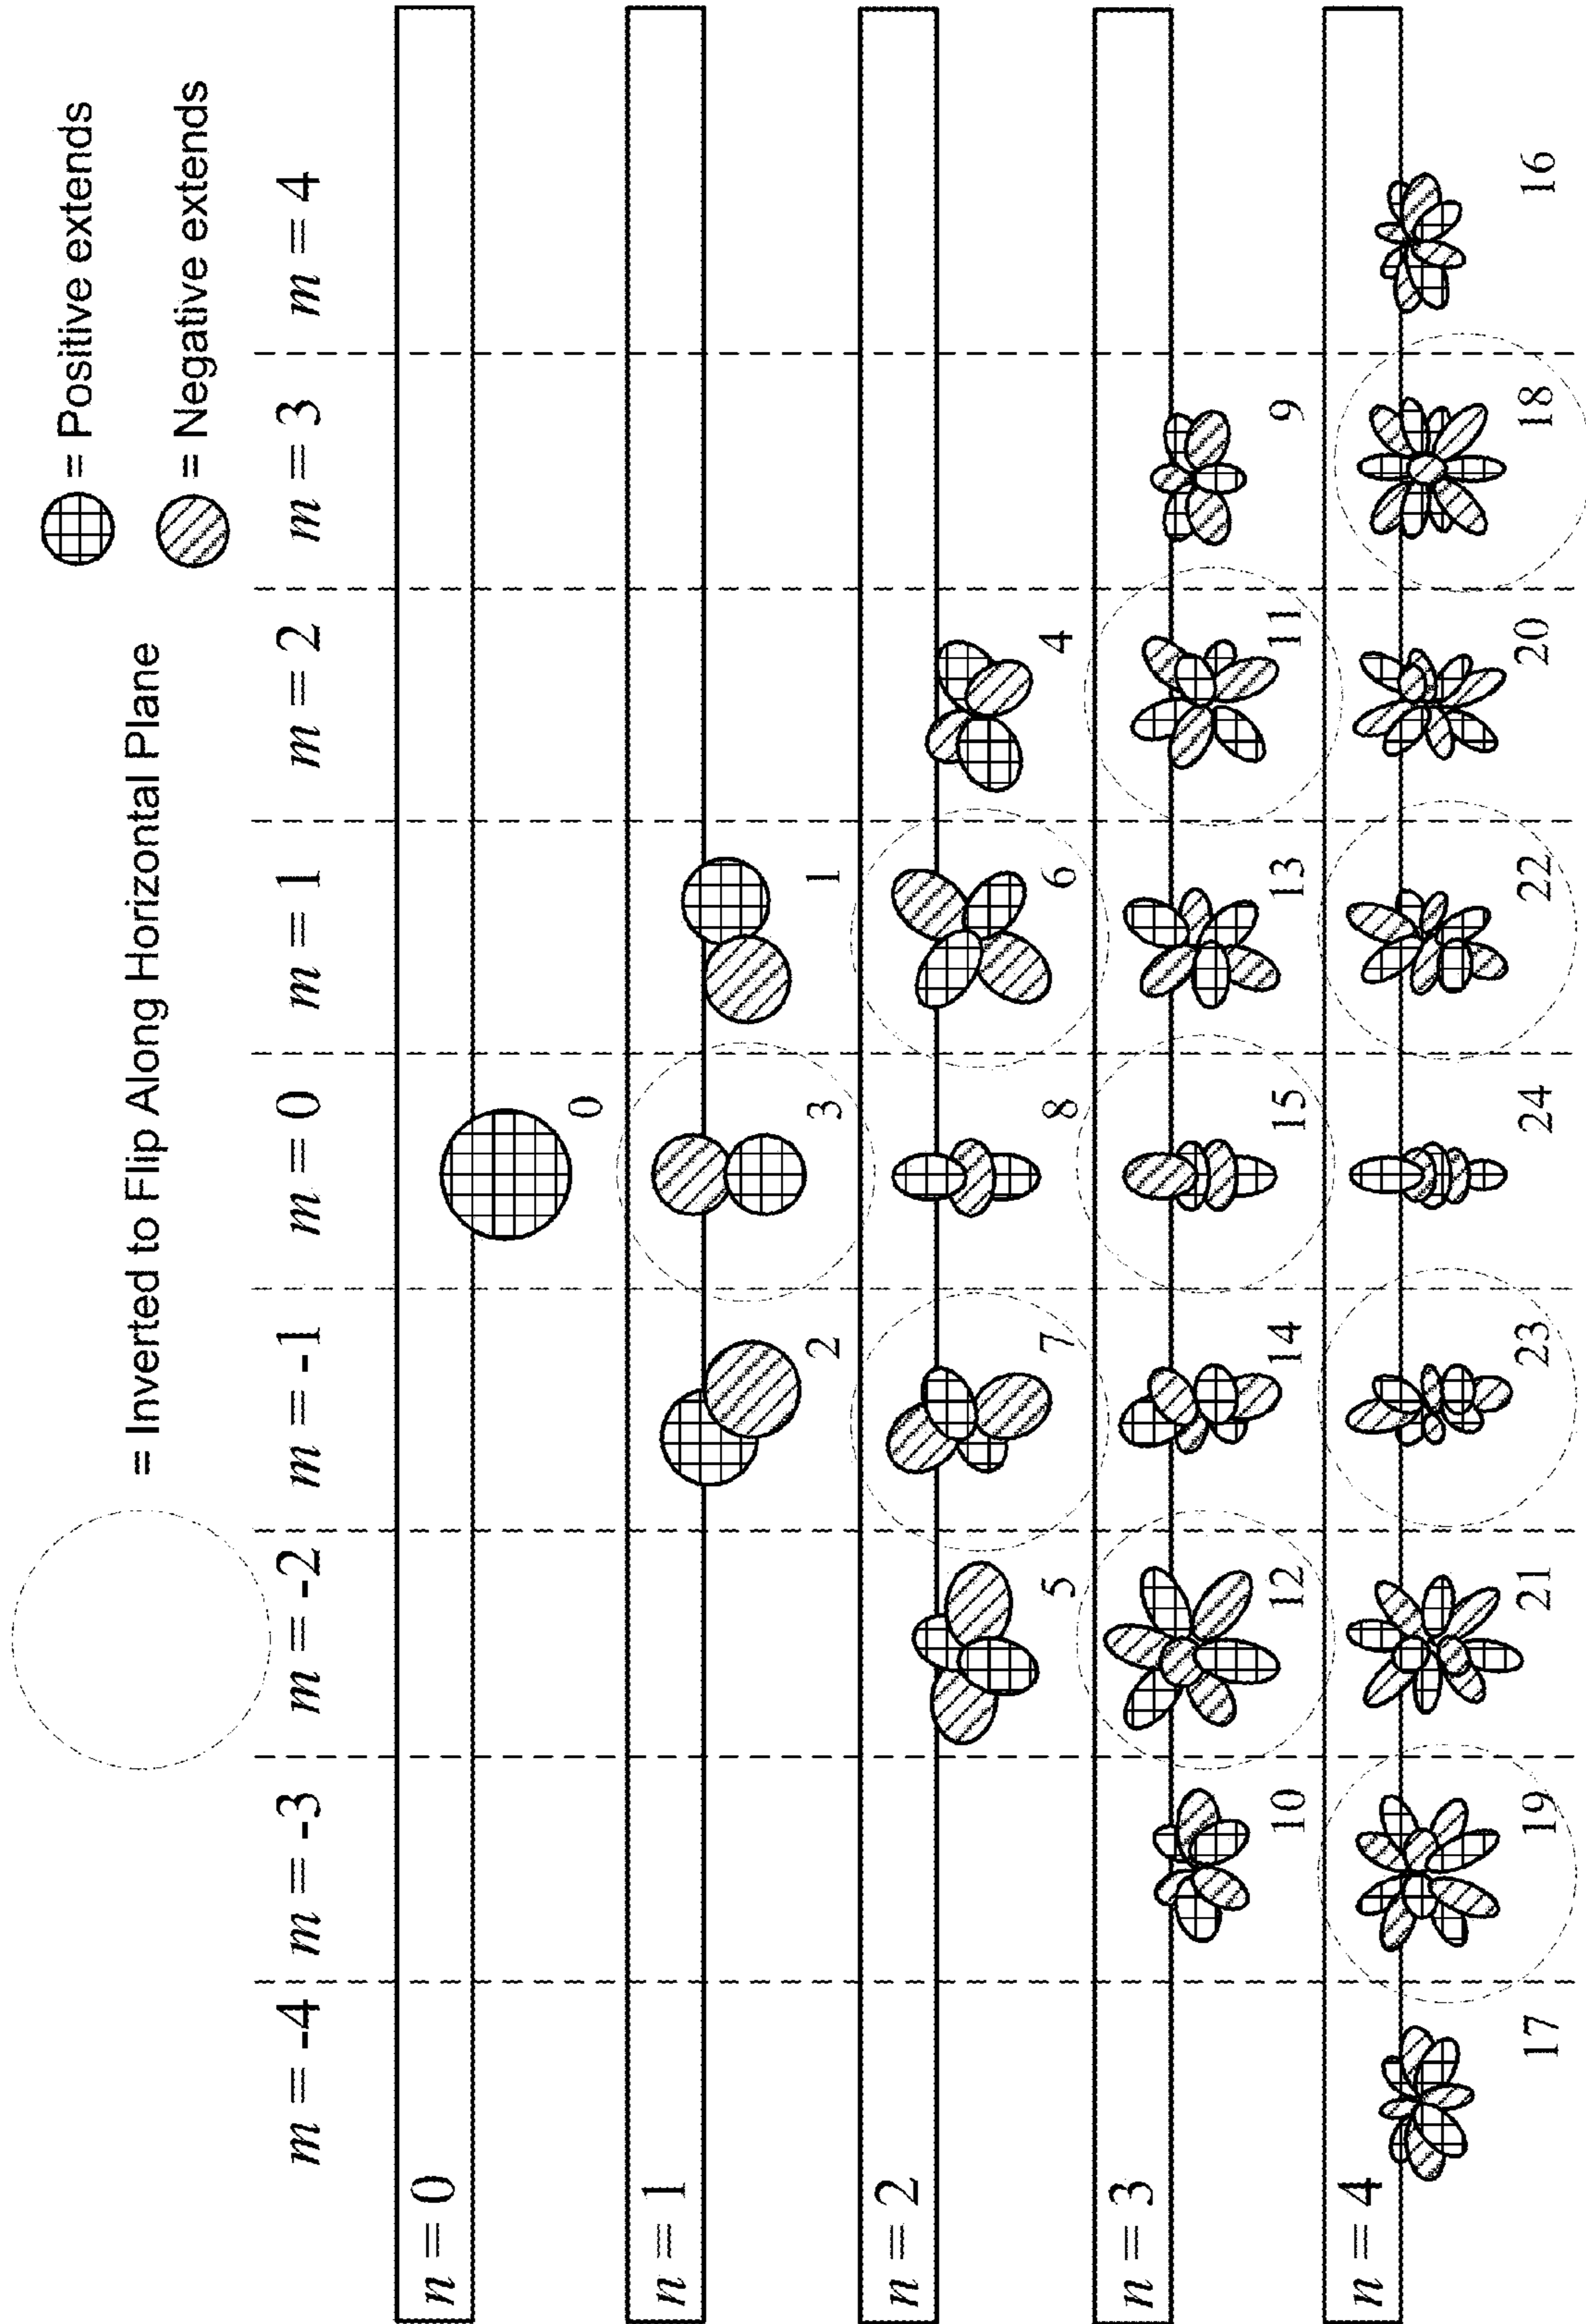 = Inverted to Flip Along Horizontal Plane
= Positive extends
= Negative extends
m = -4 m = -3 m = -2 m = -1 m = 0 m = 1 m = 2 m = 3 m = 4
n = 0
0
n = 1
2 3 1
n = 2
5 7 8 6 4
n = 3
10 12 14 15 13 11 9
n = 4
17 19 21 23 24 22 20 18 16